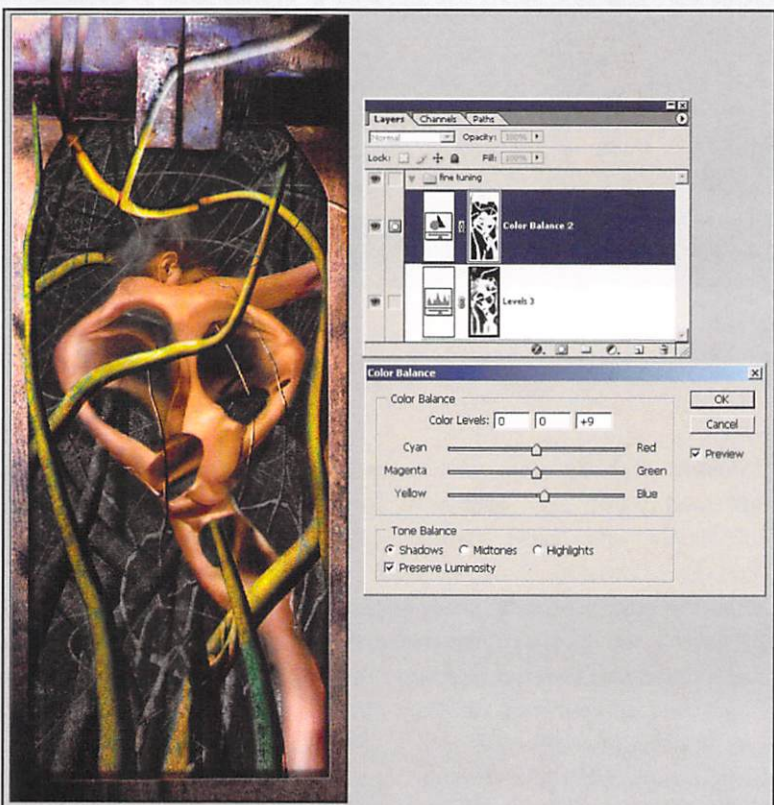 Layers Channels Paths
Normal Opacity: 100%
Lock: Fill: 100%
fine tuning
Color Balance 2
Levels 3
Color Balance
Color Balance
Color Levels: 0 0 +9
Cyan Red
Magenta Green
Yellow Blue
Tone Balance
Shadows Midtones Highlights
Preserve Luminosity
OK
Cancel
Preview